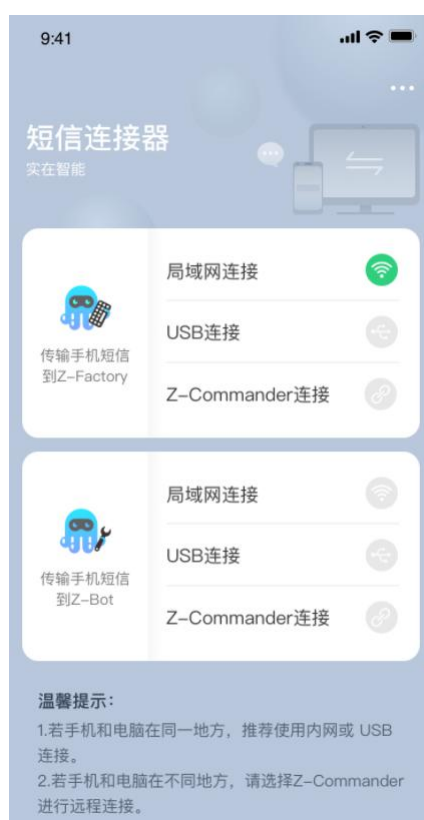 9:41
短信连接器
实在智能
局域网连接
USB连接
传输手机短信
到Z-Factory
Z-Commander连接
局域网连接
USB连接
传输手机短信
到Z-Bot
Z-Commander连接
温馨提示：
1.若手机和电脑在同一地方，推荐使用内网或 USB
连接。
2.若手机和电脑在不同地方，请选择Z-Commander
进行远程连接。